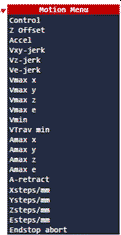 Motion Menu
Control
Z Offset
Accel
Vxy-jerk
Vz-jerk
Ve-jerk
Vmax x
Vmax y
Vmax z
Vmax e
Vmin
VTrav min
Amax x
Amax y
Amax z
Amax e
A-retract
Xsteps/mm
Ysteps/mm
Zsteps/mm
Esteps/mm
Endstop abort